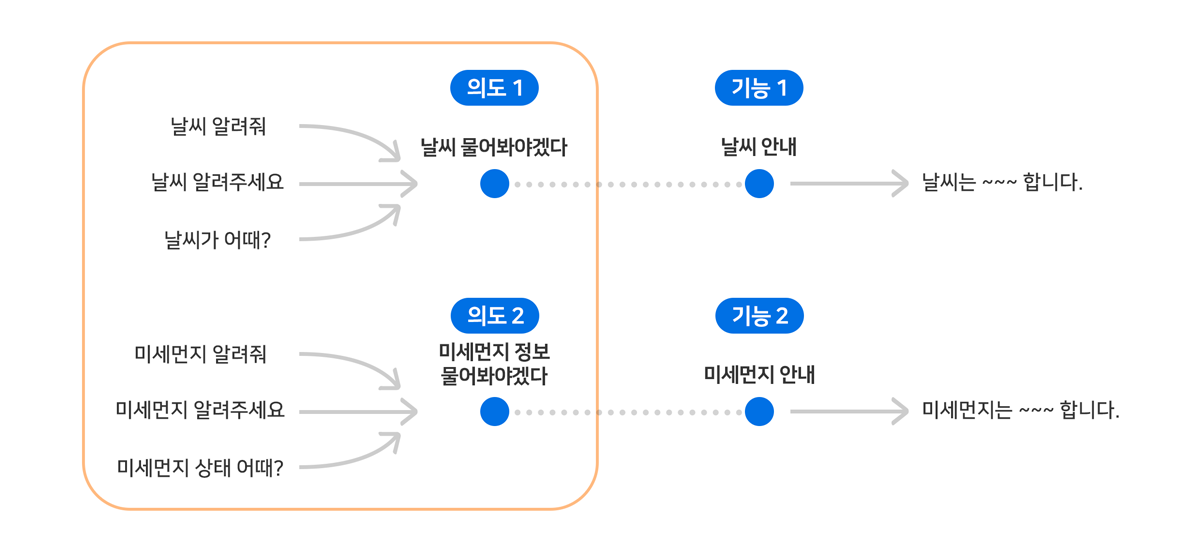 의도 1
기능 1
날씨 알려줘
날씨 물어봐야겠다
날씨 안내
날씨 알려주세요
날씨는 ~~~ 합니다.
날씨가 어때?
의도 2
기능 2
미세먼지 알려줘
미세먼지 정보
물어봐야겠다
미세먼지 안내
미세먼지 알려주세요
미세먼지는 ~~~ 합니다.
미세먼지 상태 어때?